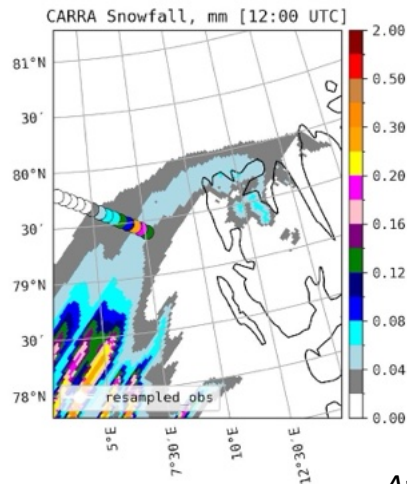 CARRA Snowfall, mm [12:00 UTC]
81°N
30′
80°N
30′
79°N
30′
78°N
5°E
7°30′E
10°E
12°30′E
resampled obs
2.00
0.50
0.30
0.20
0.16
0.12
0.08
0.04
0.00